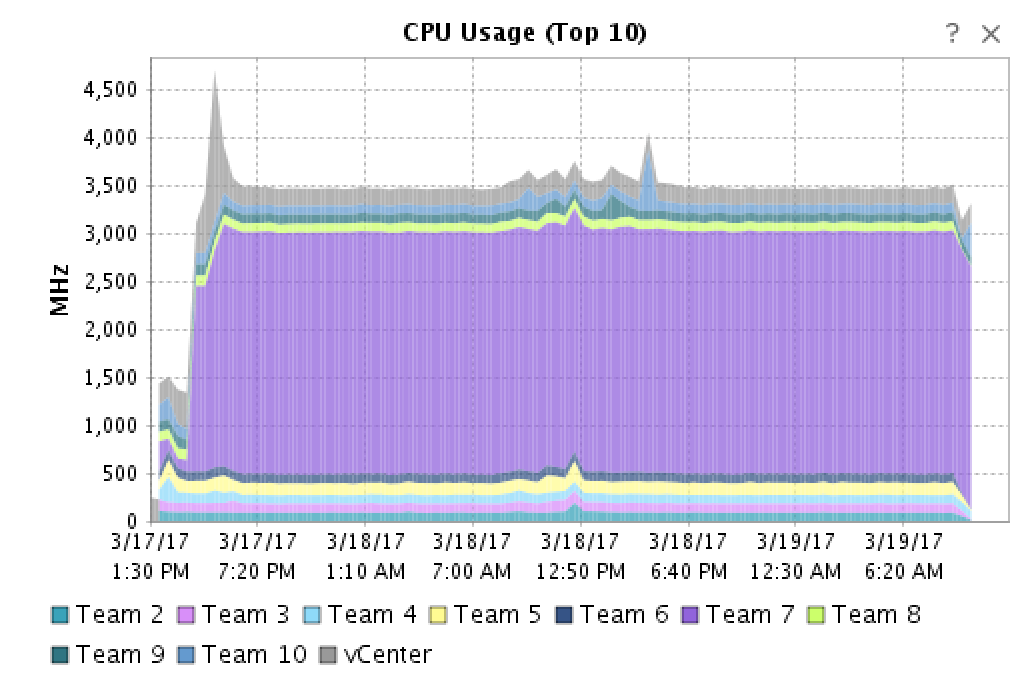 CPU Usage (Top 10) ? ×
4,500
4,000
3,500
3,000
2,500
2,000
1,500
1,000
500
0
MHz
3/17/17 3/17/17 3/18/17 3/18/17 3/18/17 3/18/17 3/19/17 3/19/17
1:30 PM 7:20 PM 1:10 AM 7:00 AM 12:50 PM 6:40 PM 12:30 AM 6:20 AM
Team 2 Team 3 Team 4 Team 5 Team 6 Team 7 Team 8
Team 9 Team 10 vCenter